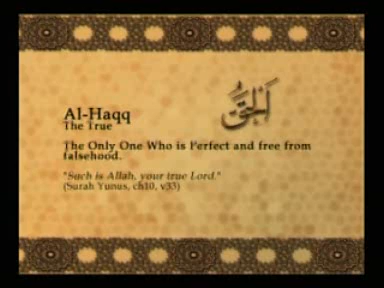 Al-Haqq
اَلْحَقُّ
The True
The Only One Who is Perfect and free from
falsehood.
"Such is Allah, your true Lord."
(Surah Yunus, ch10, v33)